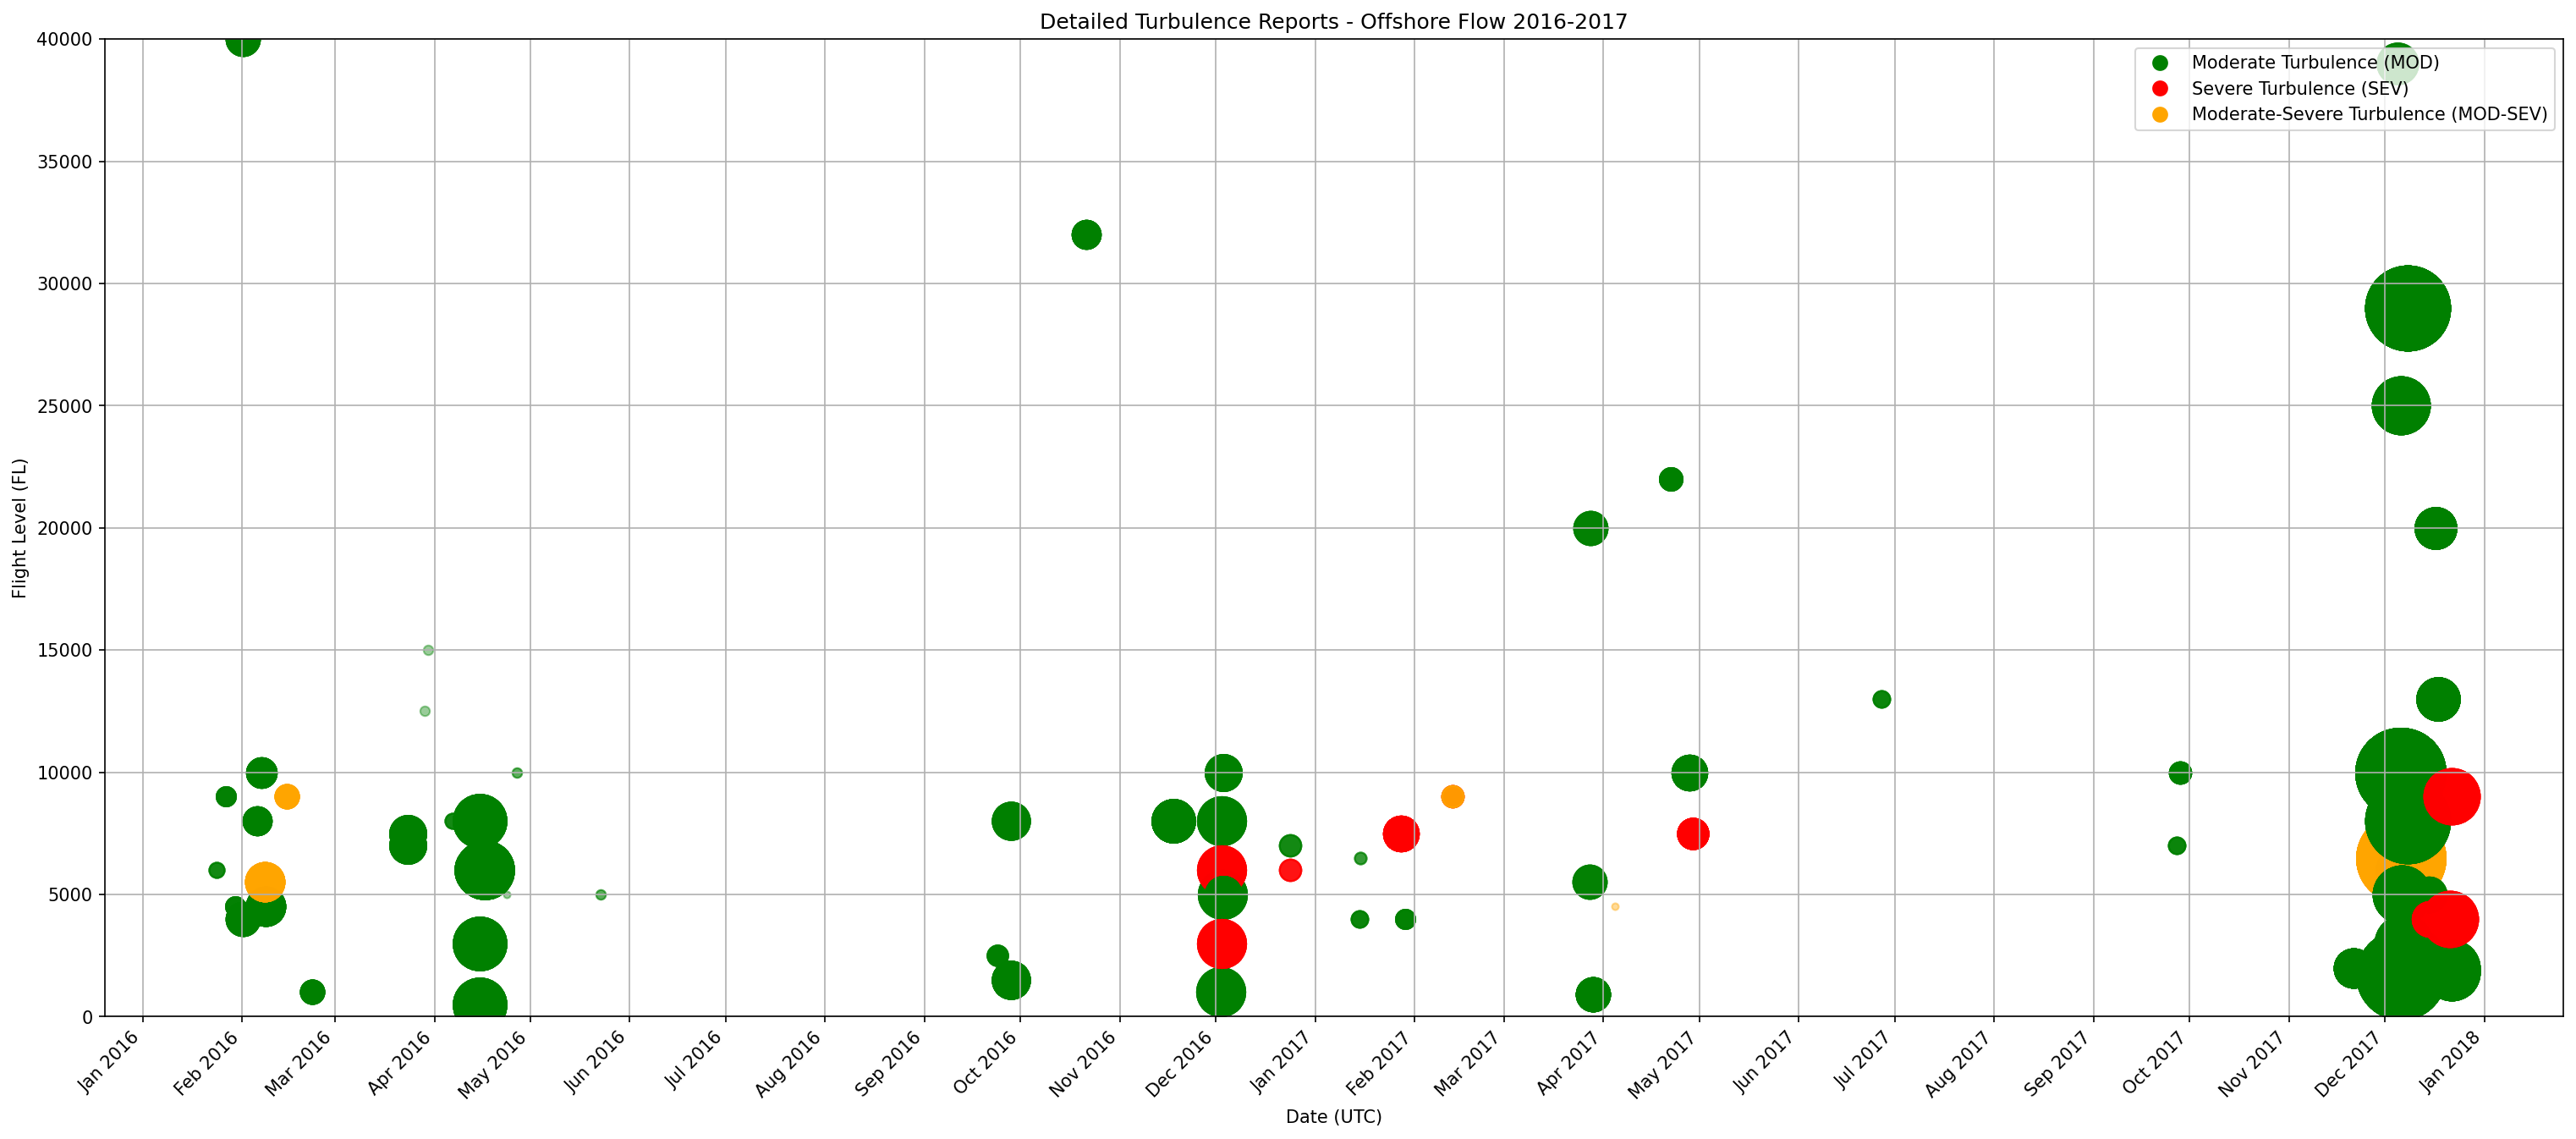 Detailed Turbulence Reports - Offshore Flow 2016-2017
Moderate Turbulence (MOD)
Severe Turbulence (SEV)
Moderate-Severe Turbulence (MOD-SEV)
Flight Level (FL)
40000
35000
30000
25000
20000
15000
10000
5000
0
Jan 2016
Feb 2016
Mar 2016
Apr 2016
May 2016
Jun 2016
Jul 2016
Aug 2016
Sep 2016
Oct 2016
Nov 2016
Dec 2016
Jan 2017
Feb 2017
Mar 2017
Apr 2017
May 2017
Jun 2017
Jul 2017
Aug 2017
Sep 2017
Oct 2017
Nov 2017
Dec 2017
Jan 2018
Date (UTC)